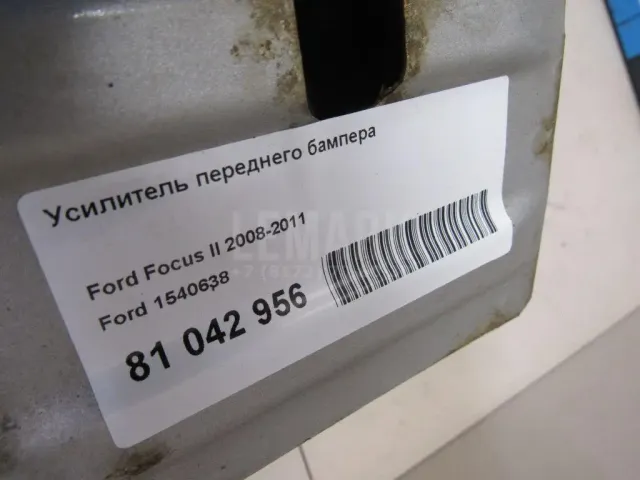 Усилитель переднего бампера
Ford Focus II 2008-2011
Ford 1540638
81 042 956